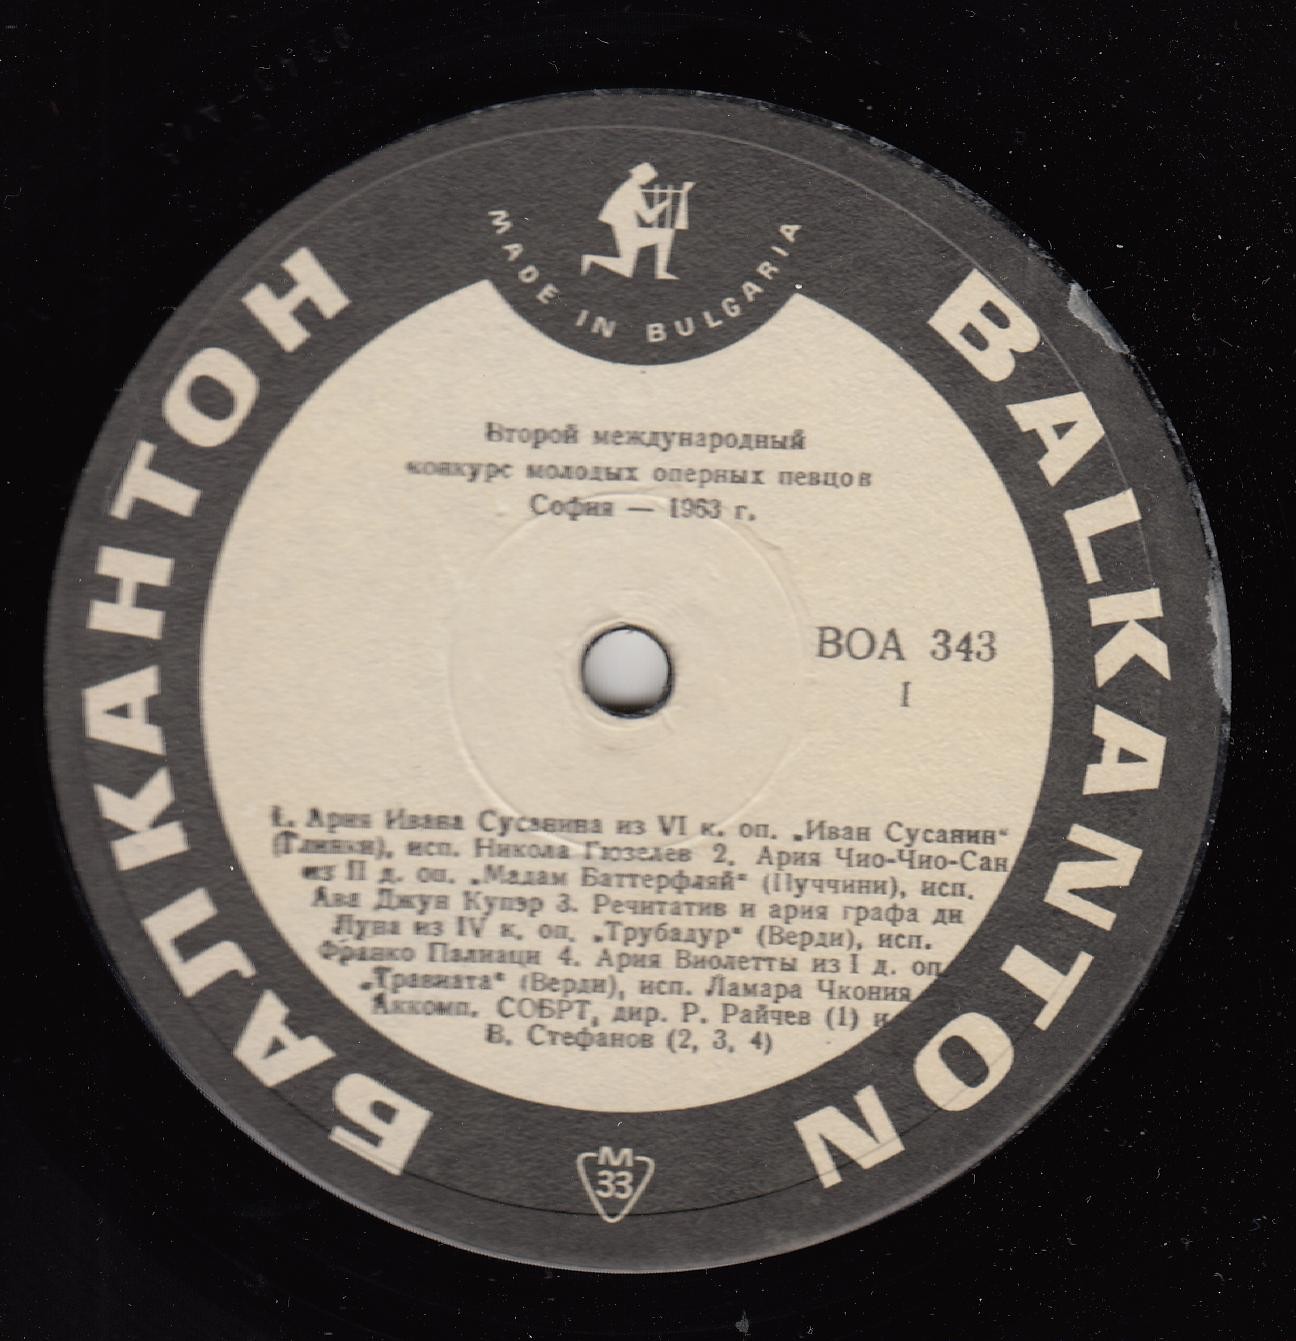 MADE IN BULGARIA
БАЛКАНТОН
BALKANTON
Второй международный
конкурс молодых оперных певцов
София — 1963 г.
ВОА 343
I
1. Ария Ивана Сусанина из VI к. оп. „Иван Сусанин“
(Глинки), исп. Никола Гюзелев 2. Ария Чио-Чио-Сан
из II д. оп. „Мадам Баттерфляй“ (Пуччини), исп.
Ава Джун Купэр 3. Речитатив и ария графа ди
Луна из IV к. оп. „Трубадур“ (Верди), исп.
Франко Палиаци 4. Ария Виолетты из I д. оп.
„Травиата“ (Верди), исп. Ламара Чкония
Аккомп. СОБРТ, дир. Р. Райчев (1) и
В. Стефанов (2, 3, 4)
M
33